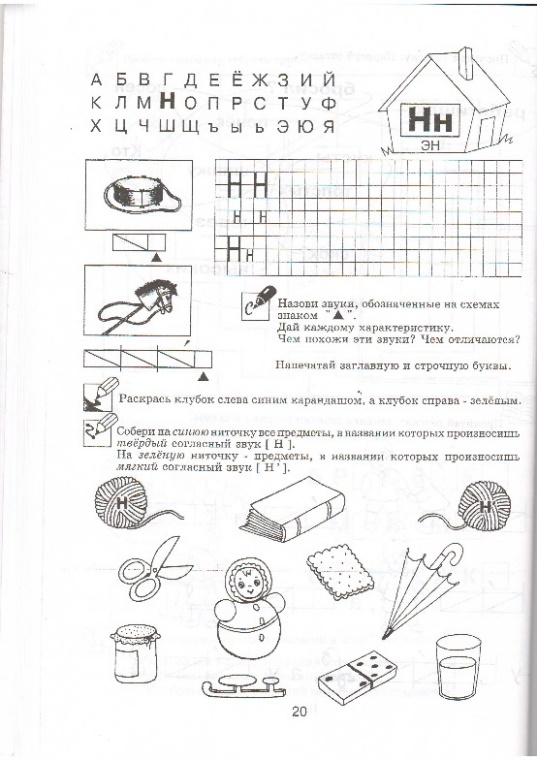 А Б В Г Д Е Ё Ж З И Й
К Л М Н О П Р С Т У Ф
Х Ц Ч Ш Щ Ъ Ы Ь Э Ю Я
Нн
ЭН
Н Н
Н Н
Н н
Назови звуки, обозначенные на схемах
знаком "▲".
Дай каждому характеристику.
Чем похожи эти звуки? Чем отличаются?
Напечатай заглавную и строчную буквы.
Раскрась клубок слева синим карандашом, а клубок справа - зелёным.
Собери на синюю ниточку все предметы, в названии которых произносишь
твёрдый согласный звук [ Н ].
На зелёную ниточку - предметы, в названии которых произносишь
мягкий согласный звук [ Н' ].
Н
Н
20